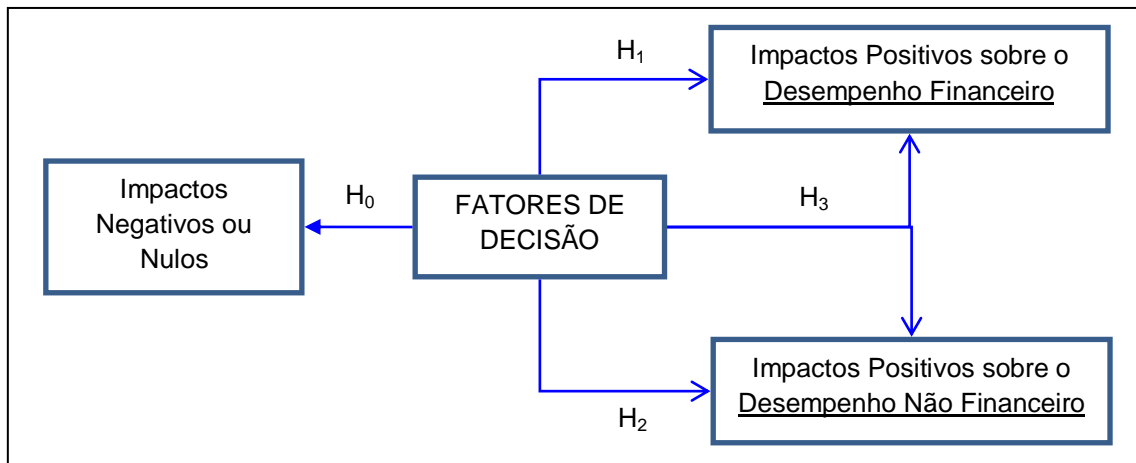 H₁
Impactos Positivos sobre o
Desempenho Financeiro
Impactos
Negativos ou
Nulos
H₀
FATORES DE
DECISÃO
H₃
Impactos Positivos sobre o
Desempenho Não Financeiro
H₂